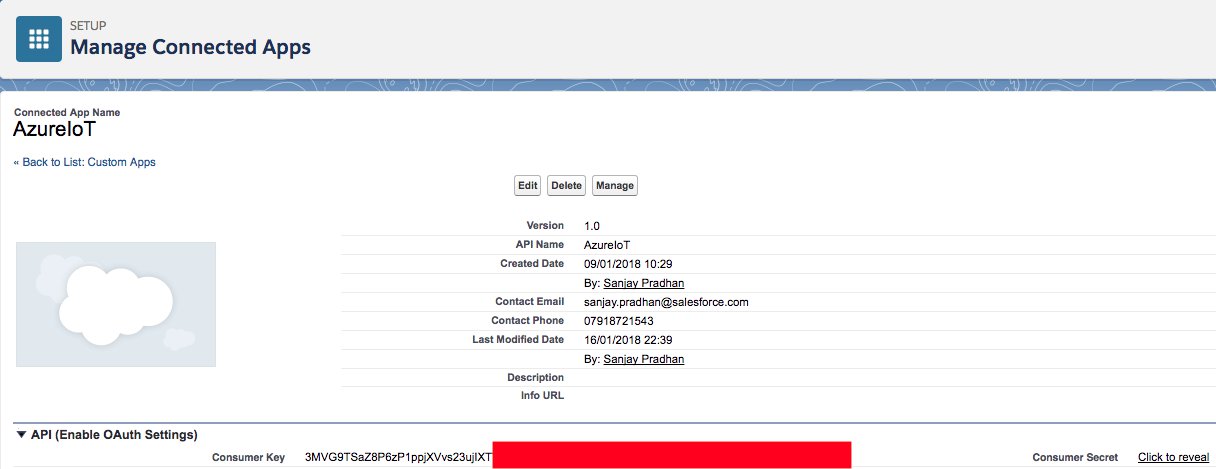 SETUP
Manage Connected Apps
Connected App Name
AzureIoT
« Back to List: Custom Apps
Edit Delete Manage
Version 1.0
API Name AzureIoT
Created Date 09/01/2018 10:29
By: Sanjay Pradhan
Contact Email sanjay.pradhan@salesforce.com
Contact Phone 07918721543
Last Modified Date 16/01/2018 22:39
By: Sanjay Pradhan
Description
Info URL
API (Enable OAuth Settings)
Consumer Key 3MVG9TSaZ8P6zP1ppjXVvs23ujIXT Consumer Secret Click to reveal